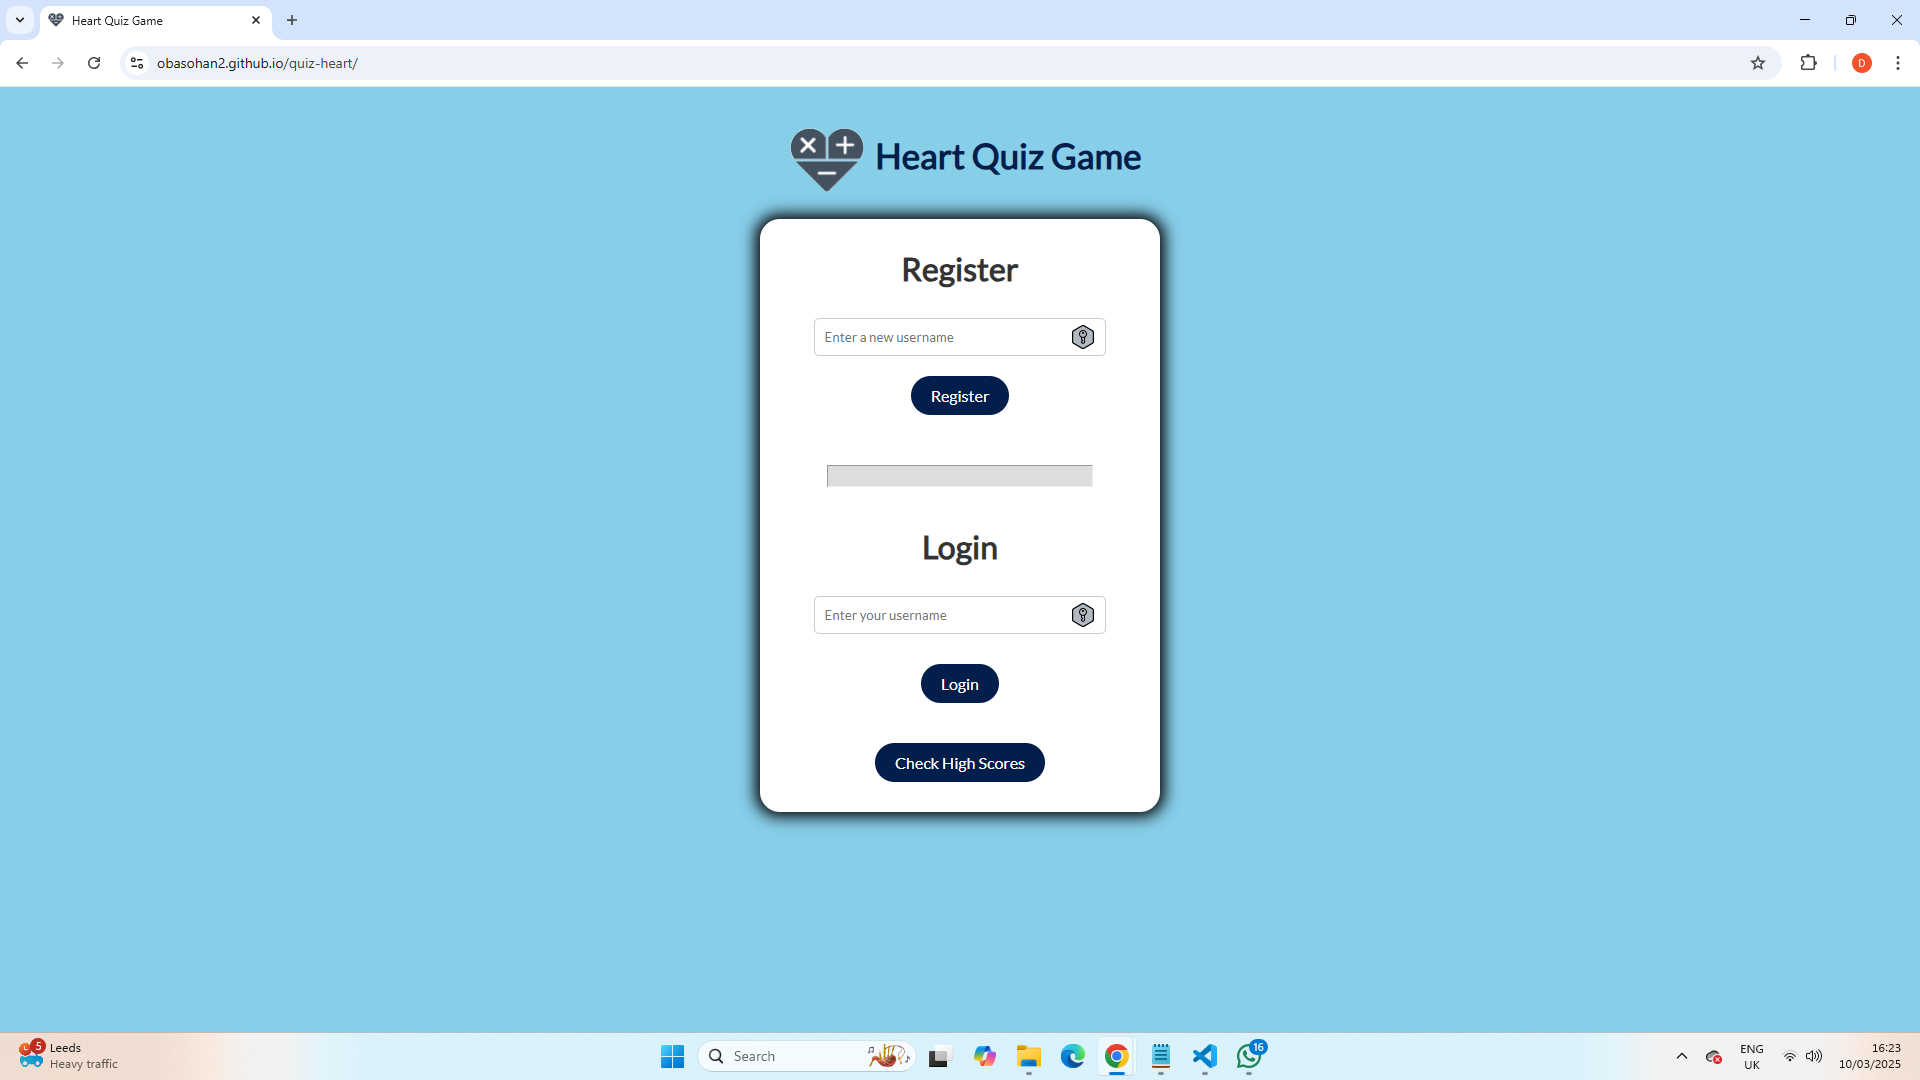 Heart Quiz Game
obasohan2.github.io/quiz-heart/
D
Heart Quiz Game
Register
Enter a new username
Register
Login
Enter your username
Login
Check High Scores
5
Leeds
Heavy traffic
Search
16
ENG
UK
16:23
10/03/2025